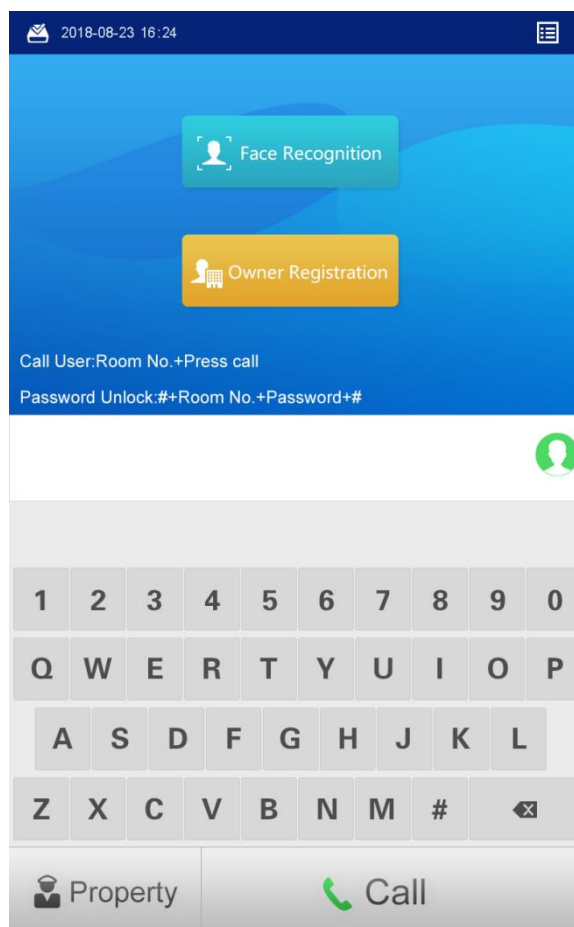 2018-08-23 16:24
Face Recognition
Owner Registration
Call User:Room No.+Press call
Password Unlock:#+Room No.+Password+#
1 2 3 4 5 6 7 8 9 0
Q W E R T Y U I O P
A S D F G H J K L
Z X C V B N M #
Property Call